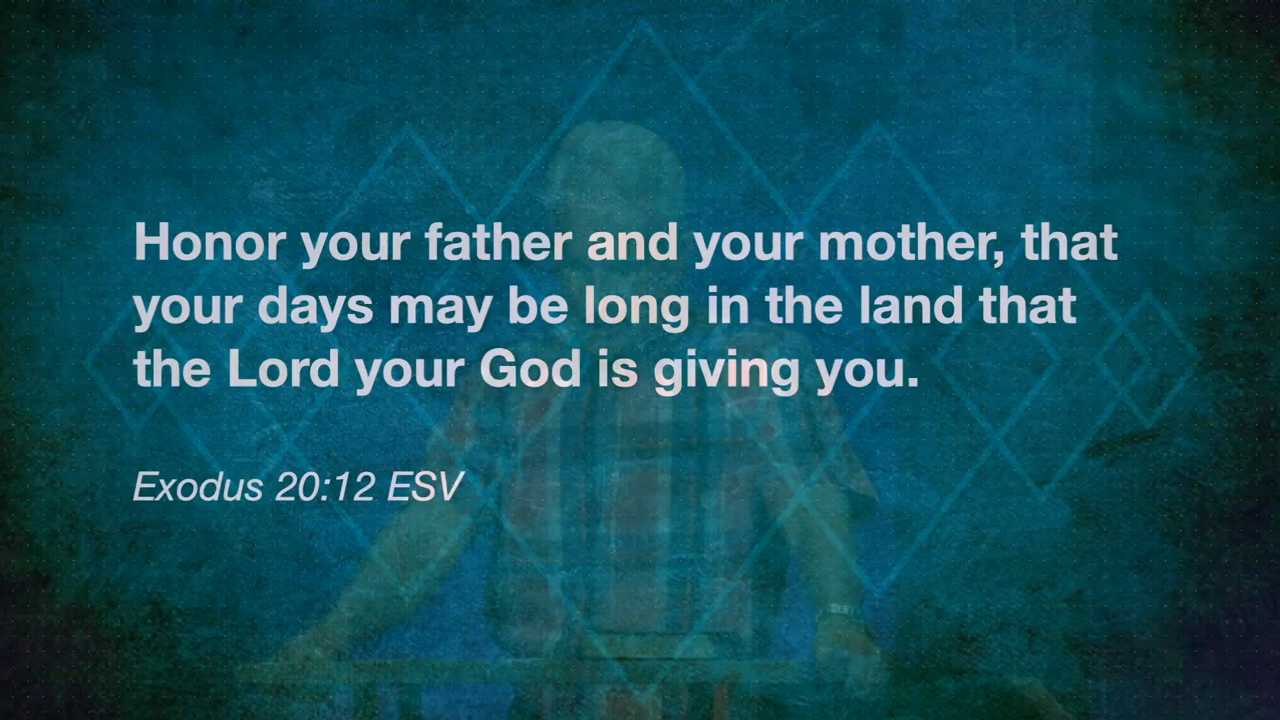 Honor your father and your mother, that
your days may be long in the land that
the Lord your God is giving you.
Exodus 20:12 ESV